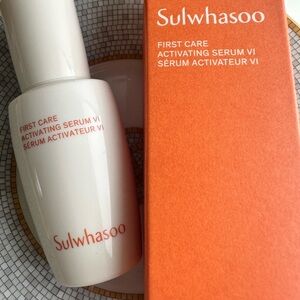 FIRST CARE
ACTIVATING SERUM VI
SÉRUM ACTIVATEUR VI
Sulwhasoo
Sulwhasoo
FIRST CARE
ACTIVATING SERUM VI
SÉRUM ACTIVATEUR VI